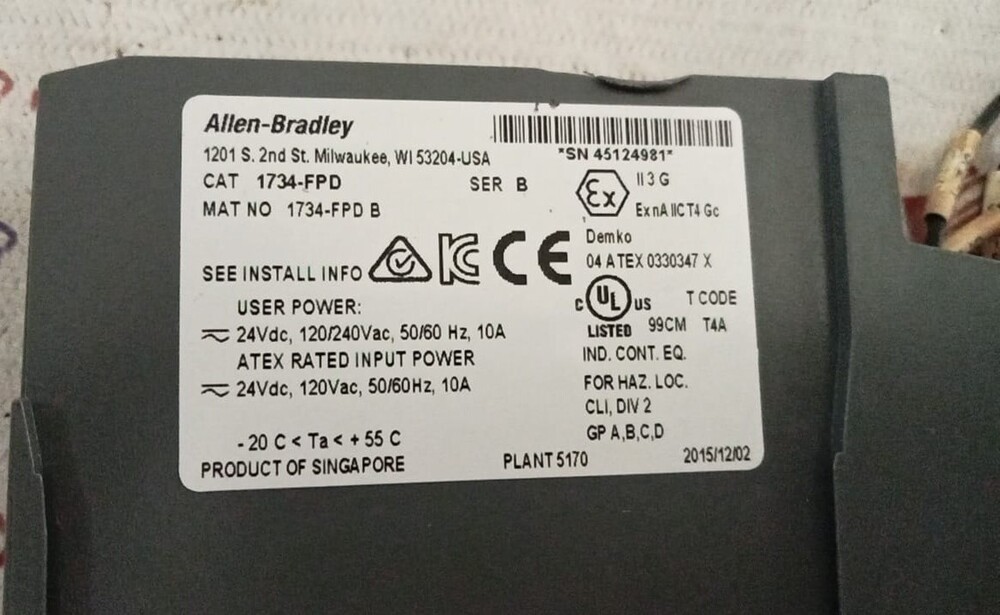 Allen-Bradley
1201 S. 2nd St. Milwaukee, WI 53204-USA
*SN 45124981*
CAT 1734-FPD SER B
MAT NO 1734-FPD B
Ex
II 3 G
Ex nA IIC T4 Gc
Demko
04 ATEX 0330347 X
SEE INSTALL INFO
CE
USER POWER:
24Vdc, 120/240Vac, 50/60 Hz, 10A
ATEX RATED INPUT POWER
24Vdc, 120Vac, 50/60Hz, 10A
C UL US
LISTED 99CM
T CODE
T4A
IND. CONT. EQ.
FOR HAZ. LOC.
CLI, DIV 2
GP A,B,C,D
-20 C < Ta < +55 C
PRODUCT OF SINGAPORE
PLANT 5170
2015/12/02